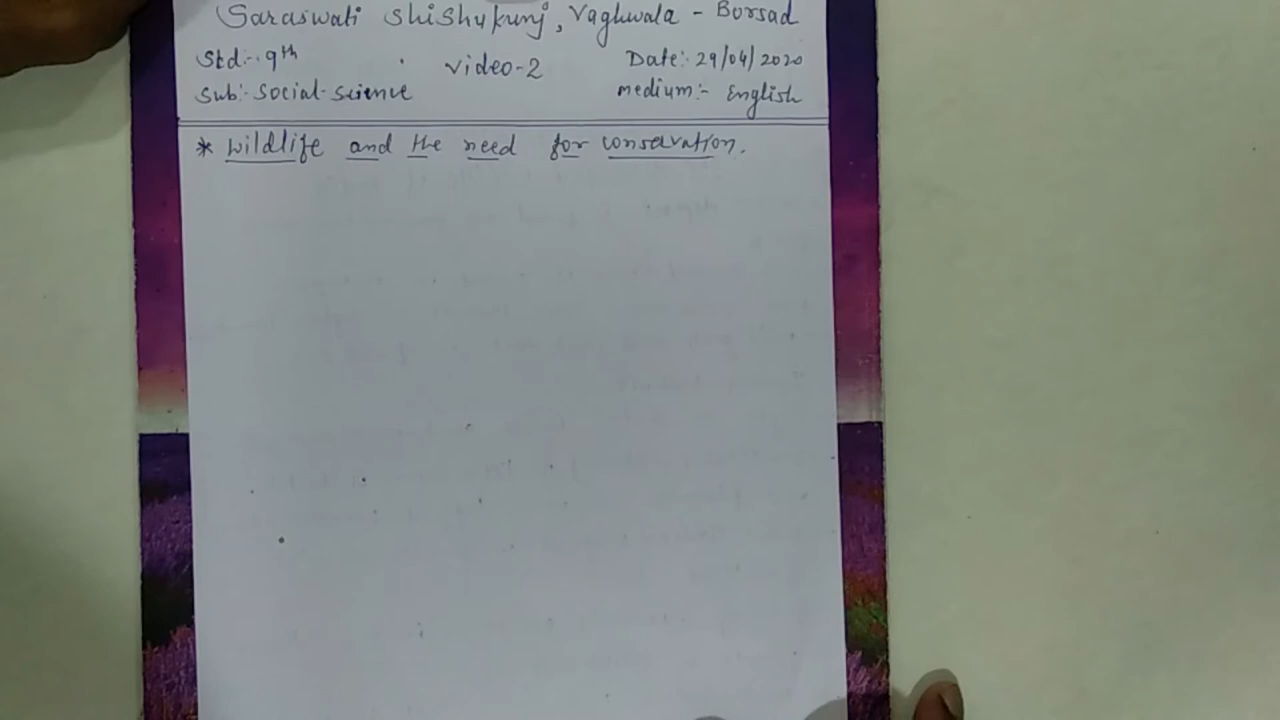 Saraswati Shishukunj, Vaghwala - Borsad
Std:- 9th Video-2 Date:- 29/04/2020
Sub:- Social-Science medium:- English
* Wildlife and the need for conservation.